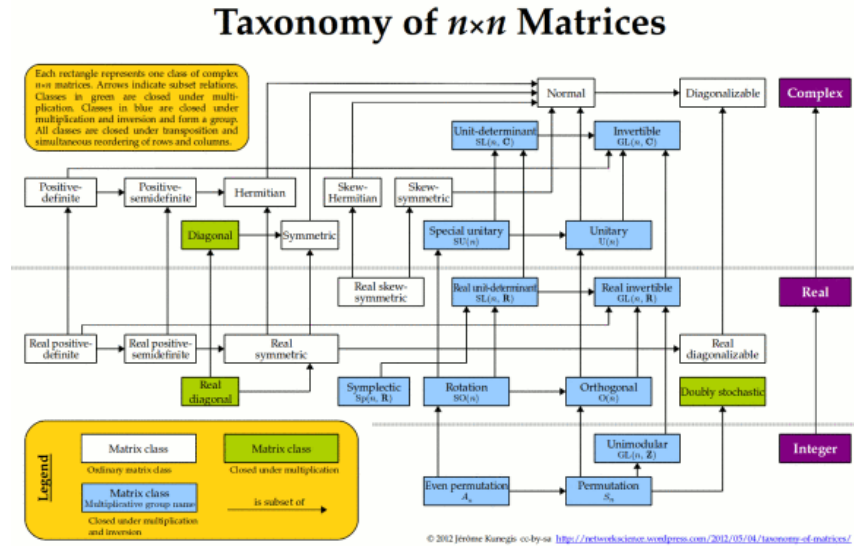 Taxonomy of n×n Matrices
Each rectangle represents one class of complex
n×n matrices. Arrows indicate subset relations.
Classes in green are closed under multi-
plication. Classes in blue are closed under
multiplication and inversion and form a group.
All classes are closed under transposition and
simultaneous reordering of rows and columns.
Normal
Diagonalizable
Complex
Unit-determinant
SL(n, C)
Invertible
GL(n, C)
Positive-
definite
Positive-
semidefinite
Hermitian
Skew-
Hermitian
Skew-
symmetric
Diagonal
Symmetric
Special unitary
SU(n)
Unitary
U(n)
Real skew-
symmetric
Real unit-determinant
SL(n, R)
Real invertible
GL(n, R)
Real
Real positive-
definite
Real positive-
semidefinite
Real
symmetric
Real
diagonalizable
Real
diagonal
Symplectic
Sp(n, R)
Rotation
SO(n)
Orthogonal
O(n)
Doubly stochastic
Unimodular
GL(n, Z)
Integer
Even permutation
Aₙ
Permutation
Sₙ
Legend
Matrix class
Ordinary matrix class
Matrix class
Closed under multiplication
Matrix class
Multiplicative group name
Closed under multiplication
and inversion
is subset of
© 2012 Jérôme Kunegis cc-by-sa http://networkscience.wordpress.com/2012/05/04/taxonomy-of-matrices/